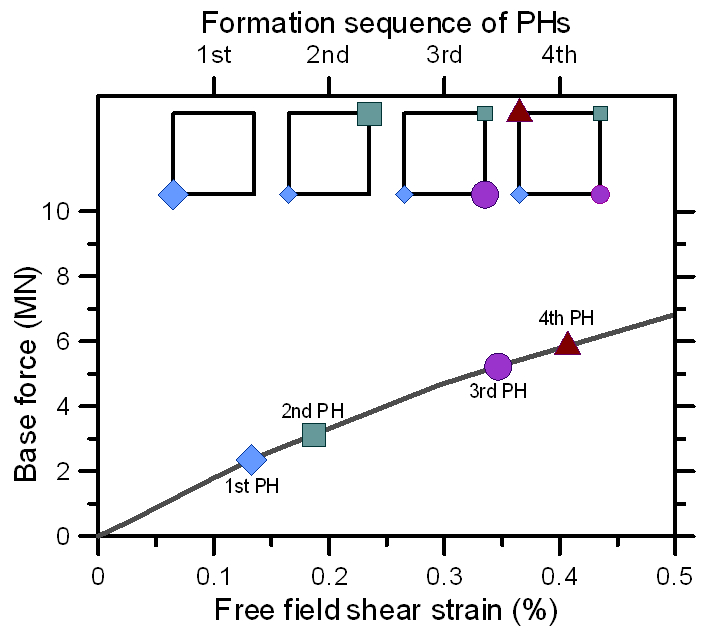 Formation sequence of PHs
1st 2nd 3rd 4th
10
8
6
4
2
0
Base force (MN)
4th PH
3rd PH
2nd PH
1st PH
0 0.1 0.2 0.3 0.4 0.5
Free field shear strain (%)